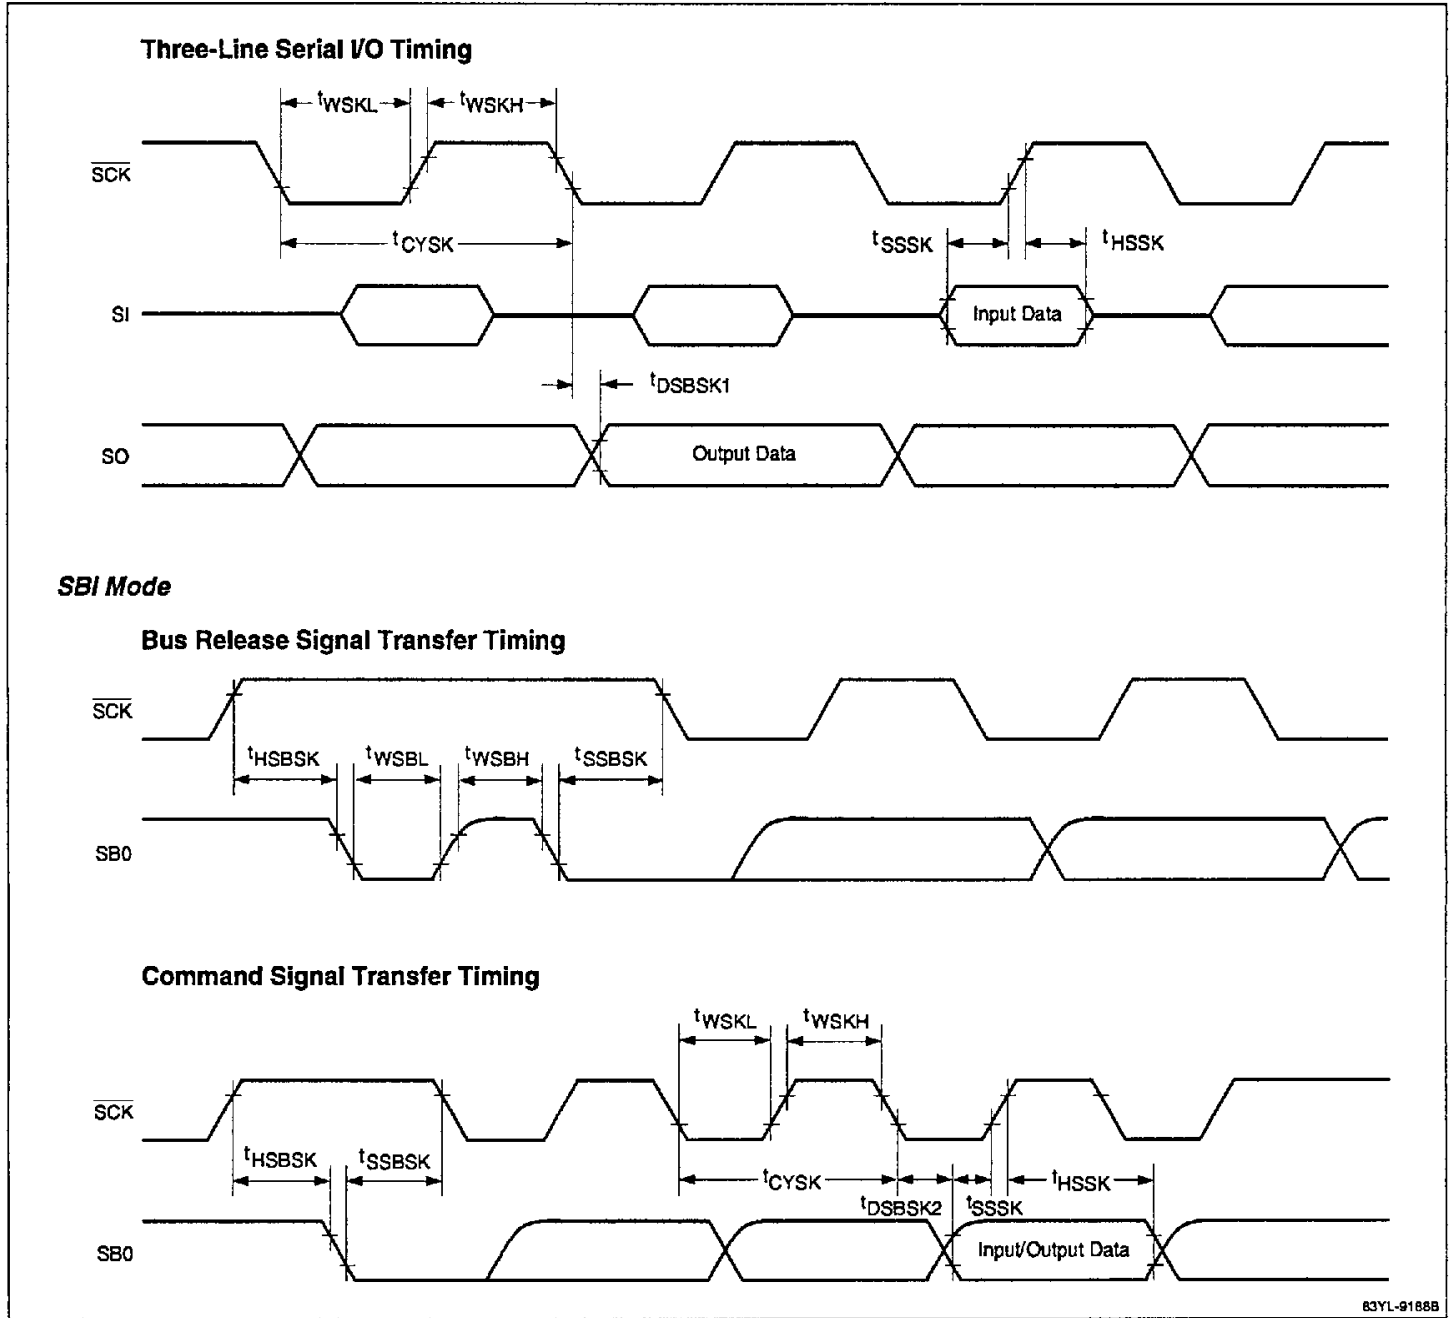 Three-Line Serial I/O Timing
tWSKL tWSKH
SCK
tCYSK tSSSK tHSSK
SI Input Data
tDSBSK1
SO Output Data
SBI Mode
Bus Release Signal Transfer Timing
SCK
tHSBSK tWSBL tWSBH tSSBSK
SB0
Command Signal Transfer Timing
tWSKL tWSKH
SCK
tHSBSK tSSBSK tCYSK tHSSK
tDSBSK2 tSSSK
SB0 Input/Output Data
83YL-9188B